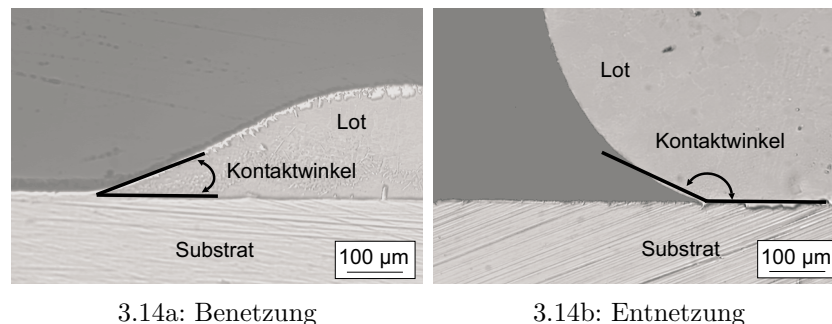 Lot
Kontaktwinkel
Substrat
100 µm
3.14a: Benetzung
Lot
Kontaktwinkel
Substrat
100 µm
3.14b: Entnetzung